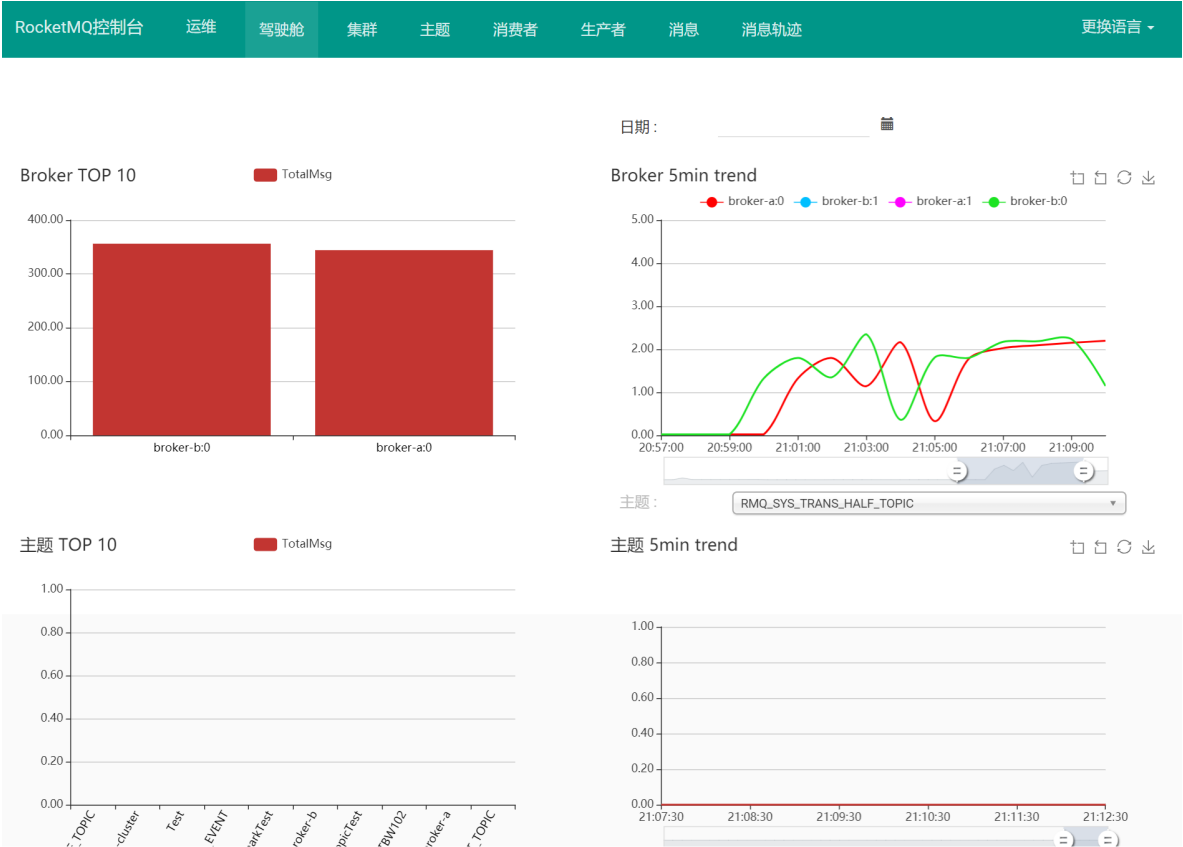 RocketMQ控制台 运维 驾驶舱 集群 主题 消费者 生产者 消息 消息轨迹 更换语言
日期 :
Broker TOP 10
TotalMsg
400.00
300.00
200.00
100.00
0.00
broker-b:0 broker-a:0
Broker 5min trend
broker-a:0 broker-b:1 broker-a:1 broker-b:0
5.00
4.00
3.00
2.00
1.00
0.00
20:57:00 20:59:00 21:01:00 21:03:00 21:05:00 21:07:00 21:09:00
主题 :
RMQ_SYS_TRANS_HALF_TOPIC
主题 TOP 10
TotalMsg
1.00
0.80
0.60
0.40
0.20
0.00
_TOPIC -cluster Test EVENT arkTest roker-b opicTest TBW102 roker-a _TOPIC
主题 5min trend
1.00
0.80
0.60
0.40
0.20
0.00
21:07:30 21:08:30 21:09:30 21:10:30 21:11:30 21:12:30